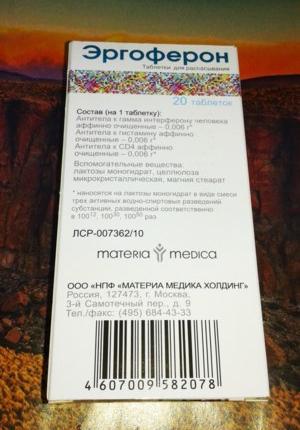 Эргоферон
Таблетки для рассасывания
20 таблеток
Состав (на 1 таблетку):
Антитела к гамма интерферону человека
аффинно очищенные – 0,006 г*
Антитела к гистамину аффинно
очищенные – 0,006 г*
Антитела к CD4 аффинно
очищенные – 0,006 г*
Вспомогательные вещества:
лактозы моногидрат, целлюлоза
микрокристаллическая, магния стеарат
* наносятся на лактозы моногидрат в виде смеси
трех активных водно-спиртовых разведений
субстанции, разведенной соответственно
в 100¹², 100³⁰, 100⁵⁰ раз
ЛСР-007362/10
materia medica
ООО «НПФ «МАТЕРИА МЕДИКА ХОЛДИНГ»
Россия, 127473, г. Москва,
3-й Самотечный пер., д. 9
Тел./факс: (495) 684-43-33
4 607009 582078